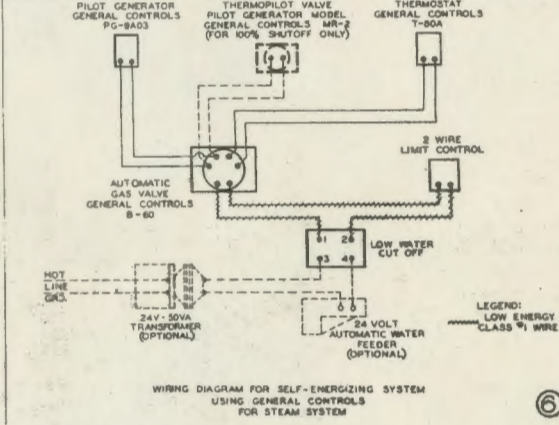 PILOT GENERATOR
GENERAL CONTROLS
PG-9A03
THERMOPILOT VALVE
PILOT GENERATOR MODEL
GENERAL CONTROLS MR-2
(FOR 100% SHUTOFF ONLY)
THERMOSTAT
GENERAL CONTROLS
T-80A
2 WIRE
LIMIT CONTROL
AUTOMATIC
GAS VALVE
GENERAL CONTROLS
B-60
1 2
3 4
LOW WATER
CUT OFF
HOT
LINE
GAS.
24V-50VA
TRANSFORMER
(OPTIONAL)
24 VOLT
AUTOMATIC WATER
FEEDER
(OPTIONAL)
LEGEND:
LOW ENERGY
CLASS #1 WIRE
WIRING DIAGRAM FOR SELF-ENERGIZING SYSTEM
USING GENERAL CONTROLS
FOR STEAM SYSTEM
6